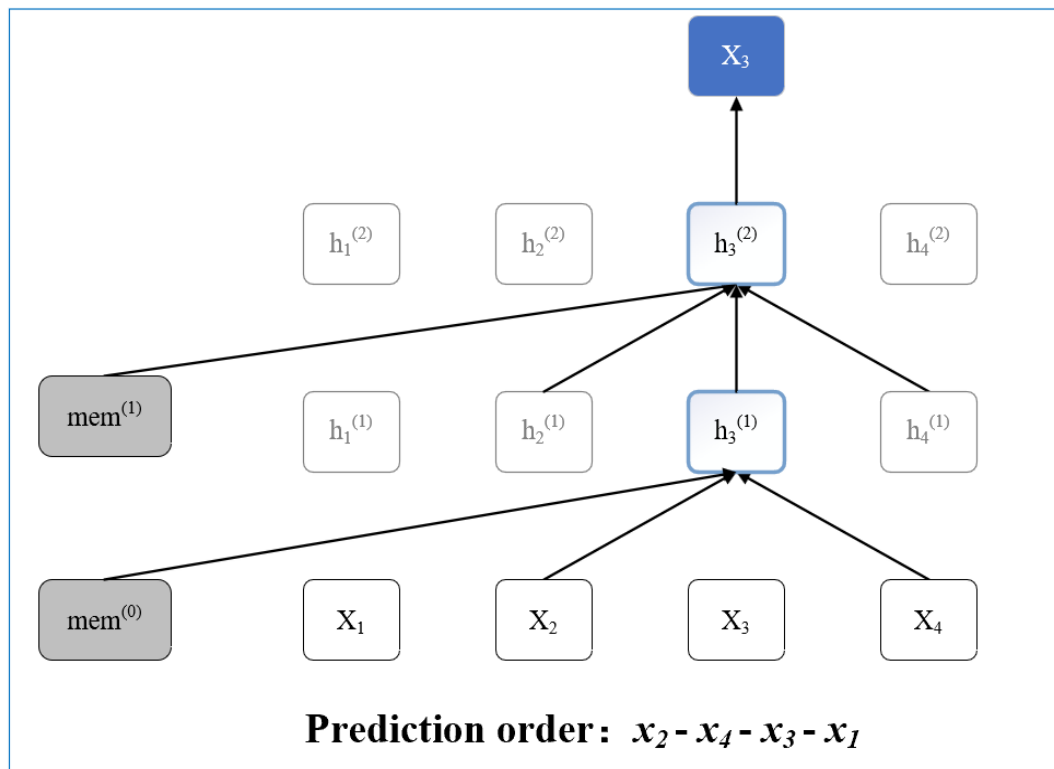 X₃
h₁⁽²⁾ h₂⁽²⁾ h₃⁽²⁾ h₄⁽²⁾
mem⁽¹⁾ h₁⁽¹⁾ h₂⁽¹⁾ h₃⁽¹⁾ h₄⁽¹⁾
mem⁽⁰⁾ X₁ X₂ X₃ X₄
Prediction order：x₂ - x₄ - x₃ - x₁